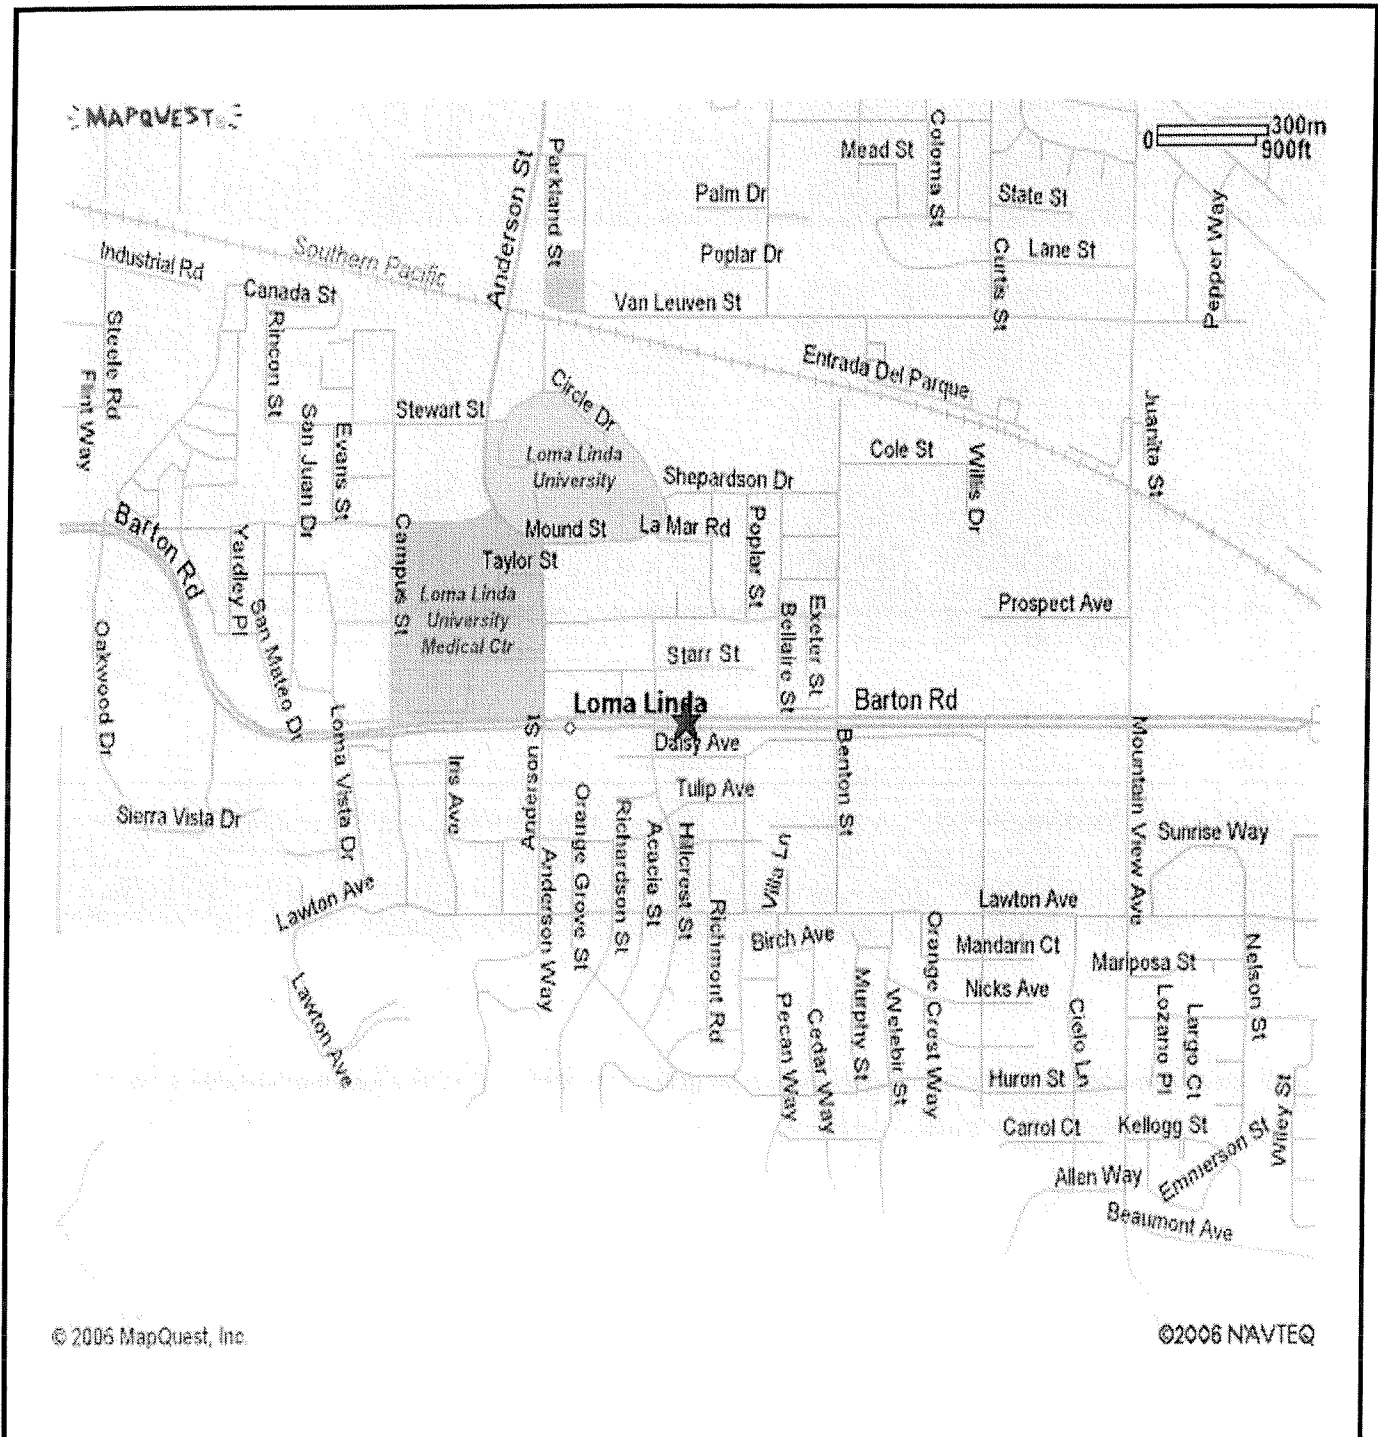 MAPQUEST
0
300m
900ft
Mead St
Coloma St
Anderson St
Parkland St
Palm Dr
State St
Pepper Way
Southern Pacific
Industrial Rd
Poplar Dr
Curtis St
Lane St
Canada St
Van Leuven St
Steele Rd
Rincon St
Flint Way
Entrada Del Parque
Circle Dr
Stewart St
San Juan Dr
Evans St
Juanita St
Loma Linda
University
Cole St
Willis Dr
Shepardson Dr
Barton Rd
Yardley Pl
Campus St
Mound St
La Mar Rd
Poplar St
Taylor St
Loma Linda
University
Medical Ctr
San Mateo Dr
Oakwood Dr
Bellaire St
Exeter St
Prospect Ave
Starr St
Loma Linda
Barton Rd
Loma Vista Dr
Anderson St
Daisy Ave
Benton St
Mountain View Ave
Iris Ave
Tulip Ave
Sierra Vista Dr
Orange Grove St
Richardson St
Acacia St
Hillcrest St
Villa Ln
Sunrise Way
Lawton Ave
Anderson Way
Richmont Rd
Lawton Ave
Birch Ave
Orange Crest Way
Mandarin Ct
Mariposa St
Nelson St
Lawton Ave
Pecan Way
Cedar Way
Murphy St
Welebir St
Nicks Ave
Cielo Ln
Lozano Pl
Largo Ct
Huron St
Wiley St
Carrol Ct
Kellogg St
Emmerson St
Allen Way
Beaumont Ave
© 2006 MapQuest, Inc.
©2006 NAVTEQ